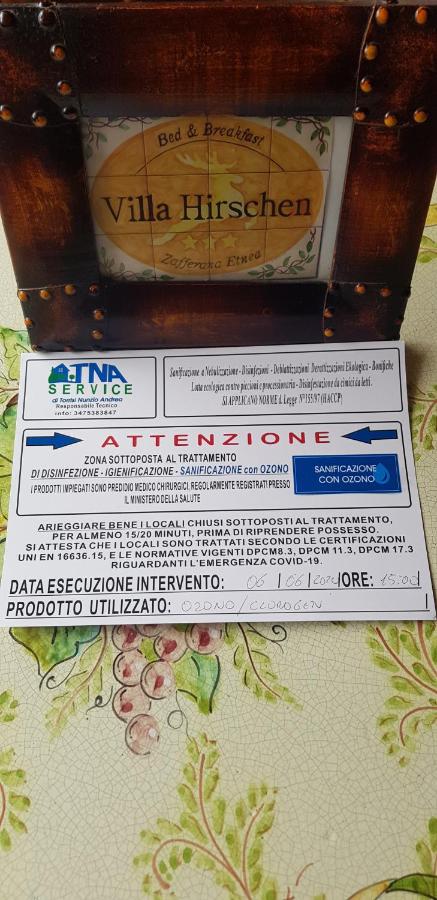 Bed & Breakfast
Villa Hirschen
Zafferana Etnea
TNA
SERVICE
di Tomsi Nunzio Andrea
Responsabile Tecnico
info: 3475383847
Sanificazione a Nebulizzazione - Disinfezioni - Deblattizzazioni Derattizzazioni Ekologica - Bonifiche
Lotta ecologica contro piccioni e processionaria - Disinfestazione da cimici da letti.
SI APPLICANO NORME & Legge N°155/97 (HACCP)
ATTENZIONE
ZONA SOTTOPOSTA AL TRATTAMENTO
DI DISINFEZIONE - IGIENIFICAZIONE - SANIFICAZIONE con OZONO
I PRODOTTI IMPIEGATI SONO PREDIDIO MEDICO CHIRURGICI, REGOLARMENTE REGISTRATI PRESSO
IL MINISTERO DELLA SALUTE
SANIFICAZIONE
CON OZONO
ARIEGGIARE BENE I LOCALI CHIUSI SOTTOPOSTI AL TRATTAMENTO,
PER ALMENO 15/20 MINUTI, PRIMA DI RIPRENDERE POSSESSO.
SI ATTESTA CHE I LOCALI SONO TRATTATI SECONDO LE CERTIFICAZIONI
UNI EN 16636.15, E LE NORMATIVE VIGENTI DPCM8.3, DPCM 11.3, DPCM 17.3
RIGUARDANTI L'EMERGENZA COVID-19.
DATA ESECUZIONE INTERVENTO: 06 / 06 / 2024 ORE: 15:00
PRODOTTO UTILIZZATO: OZONO / CLOROGEN